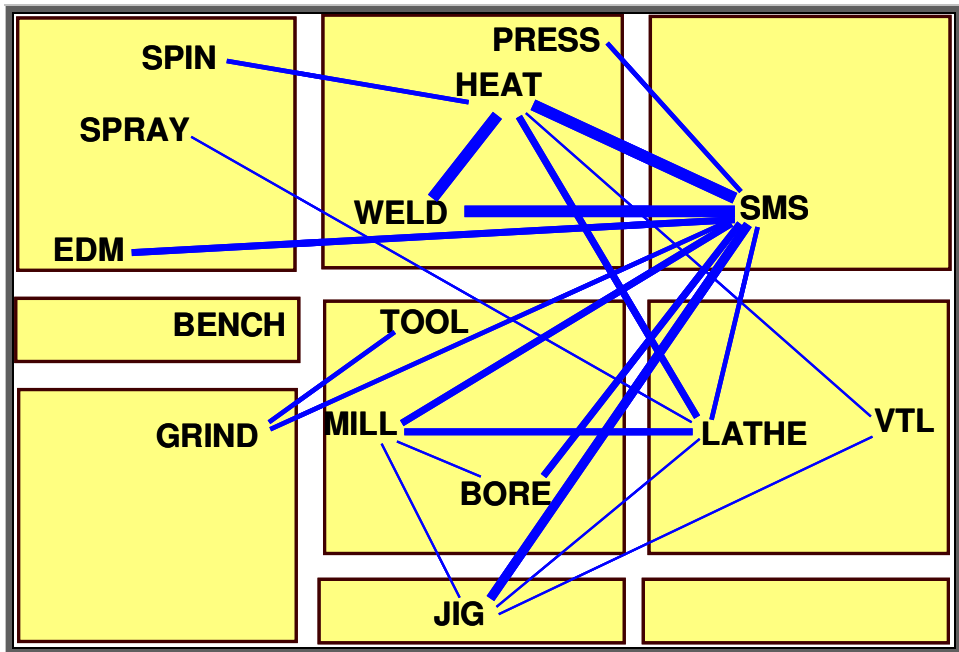 PRESS
SPIN
HEAT
SPRAY
WELD
SMS
EDM
BENCH
TOOL
GRIND
MILL
LATHE
VTL
BORE
JIG